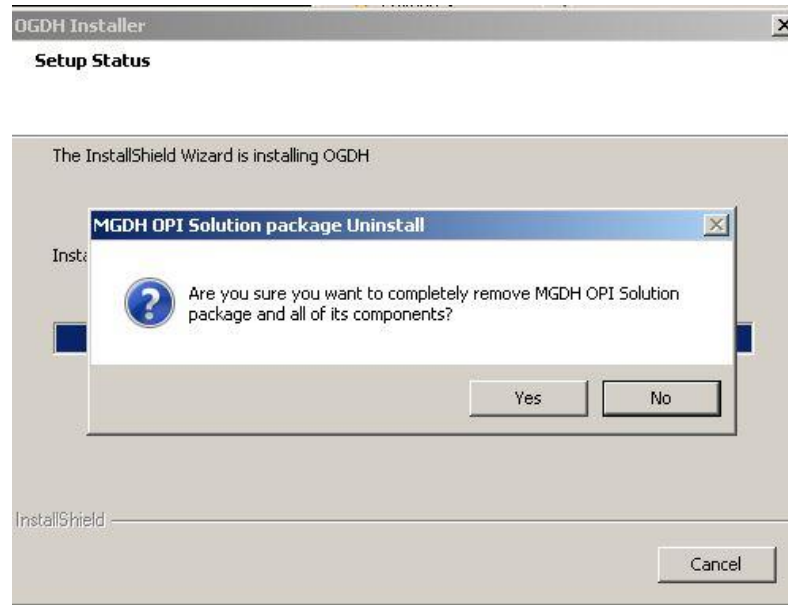 OGDH Installer
Setup Status
The InstallShield Wizard is installing OGDH
MGDH OPI Solution package Uninstall
Are you sure you want to completely remove MGDH OPI Solution
package and all of its components?
Yes No
InstallShield
Cancel